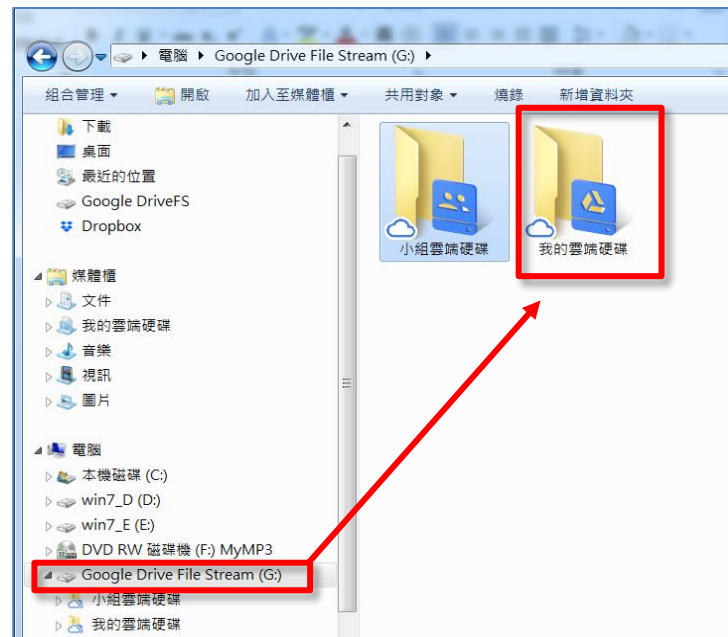 電腦 ▸ Google Drive File Stream (G:) ▸
組合管理 開啟 加入至媒體櫃 共用對象 燒錄 新增資料夾
下載
桌面
最近的位置
Google DriveFS
Dropbox
媒體櫃
文件
我的雲端硬碟
音樂
視訊
圖片
電腦
本機磁碟 (C:)
win7_D (D:)
win7_E (E:)
DVD RW 磁碟機 (F:) MyMP3
Google Drive File Stream (G:)
小組雲端硬碟
我的雲端硬碟
小組雲端硬碟
我的雲端硬碟